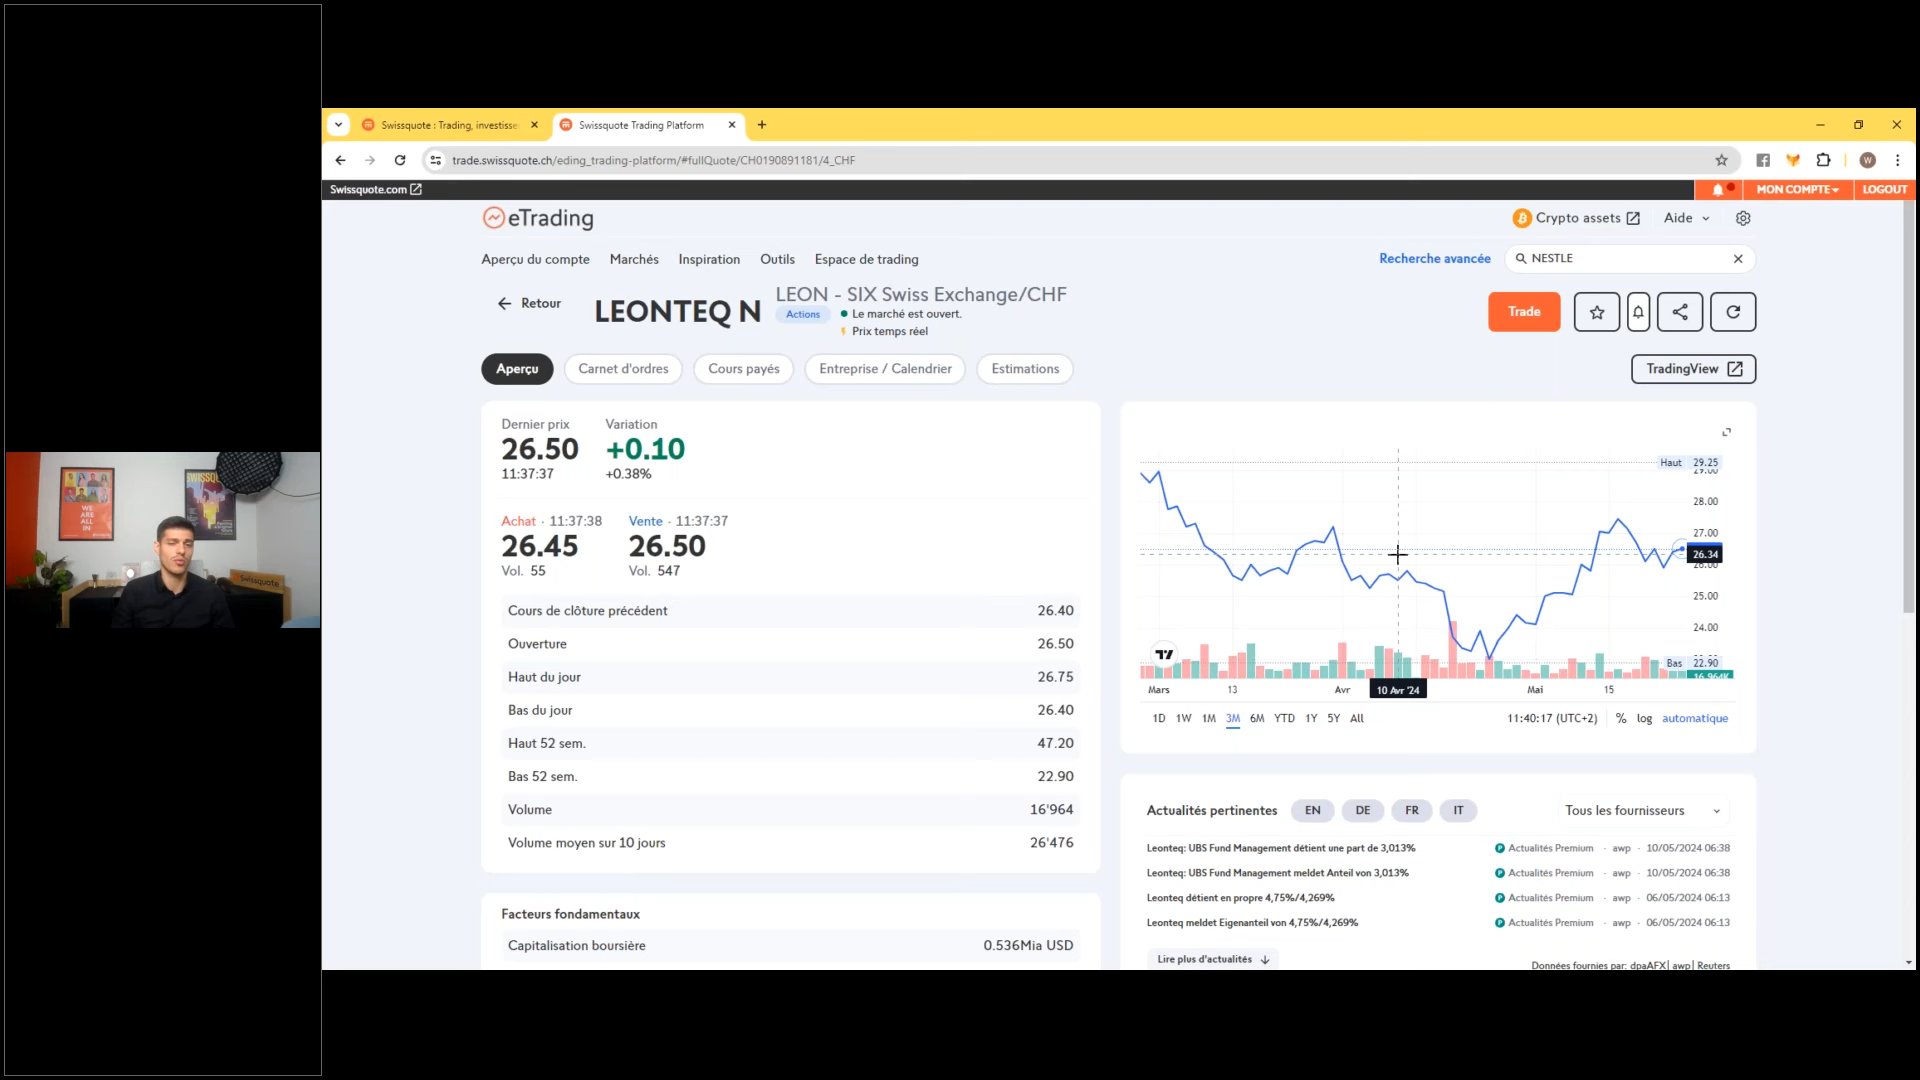 WE
ARE
ALL
IN
SWISSQU
Swissquote
Swissquote : Trading, investisse
Swissquote Trading Platform
trade.swissquote.ch/eding_trading-platform/#fullQuote/CH0190891181/4_CHF
W
Swissquote.com
MON COMPTE
LOGOUT
eTrading
Crypto assets
Aide
Aperçu du compte
Marchés
Inspiration
Outils
Espace de trading
Recherche avancée
NESTLE
Retour
LEONTEQ N
LEON - SIX Swiss Exchange/CHF
Actions
Le marché est ouvert.
Prix temps réel
Trade
Aperçu
Carnet d'ordres
Cours payés
Entreprise / Calendrier
Estimations
TradingView
Dernier prix
Variation
26.50
+0.10
11:37:37
+0.38%
Achat · 11:37:38
Vente · 11:37:37
26.45
26.50
Vol. 55
Vol. 547
Cours de clôture précédent 26.40
Ouverture 26.50
Haut du jour 26.75
Bas du jour 26.40
Haut 52 sem. 47.20
Bas 52 sem. 22.90
Volume 16'964
Volume moyen sur 10 jours 26'476
Facteurs fondamentaux
Capitalisation boursière 0.536Mia USD
Haut 29.25
29.00
28.00
27.00
26.34
26.00
25.00
24.00
Bas 22.90
16.964K
Mars
13
Avr
10 Avr '24
Mai
15
1D 1W 1M 3M 6M YTD 1Y 5Y All
11:40:17 (UTC+2)
% log automatique
Actualités pertinentes
EN
DE
FR
IT
Tous les fournisseurs
Leonteq: UBS Fund Management détient une part de 3,013% P Actualités Premium · awp · 10/05/2024 06:38
Leonteq: UBS Fund Management meldet Anteil von 3,013% P Actualités Premium · awp · 10/05/2024 06:38
Leonteq détient en propre 4,75%/4,269% P Actualités Premium · awp · 06/05/2024 06:13
Leonteq meldet Eigenanteil von 4,75%/4,269% P Actualités Premium · awp · 06/05/2024 06:13
Lire plus d'actualités
Données fournies par: dpaAFX| awp| Reuters